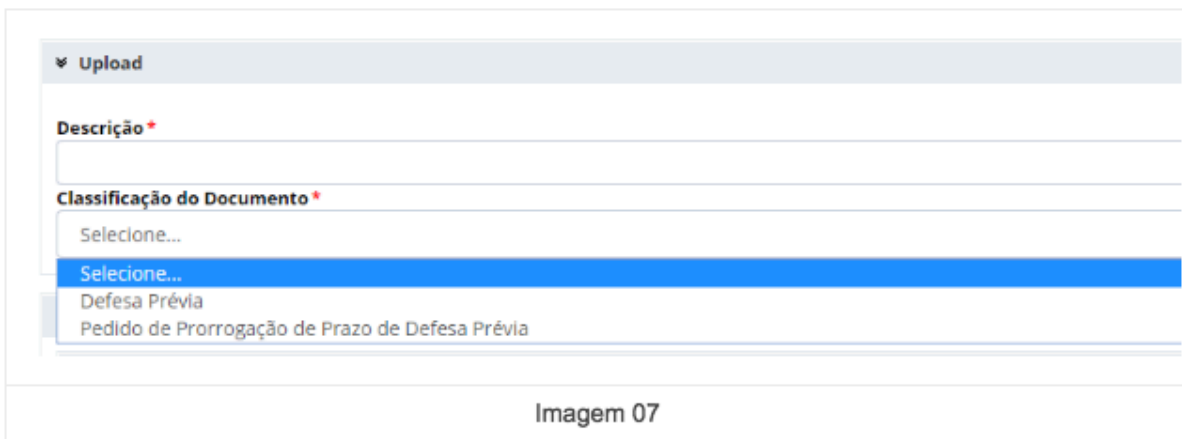 Upload
Descrição *
Classificação do Documento *
Selecione...
Selecione...
Defesa Prévia
Pedido de Prorrogação de Prazo de Defesa Prévia
Imagem 07